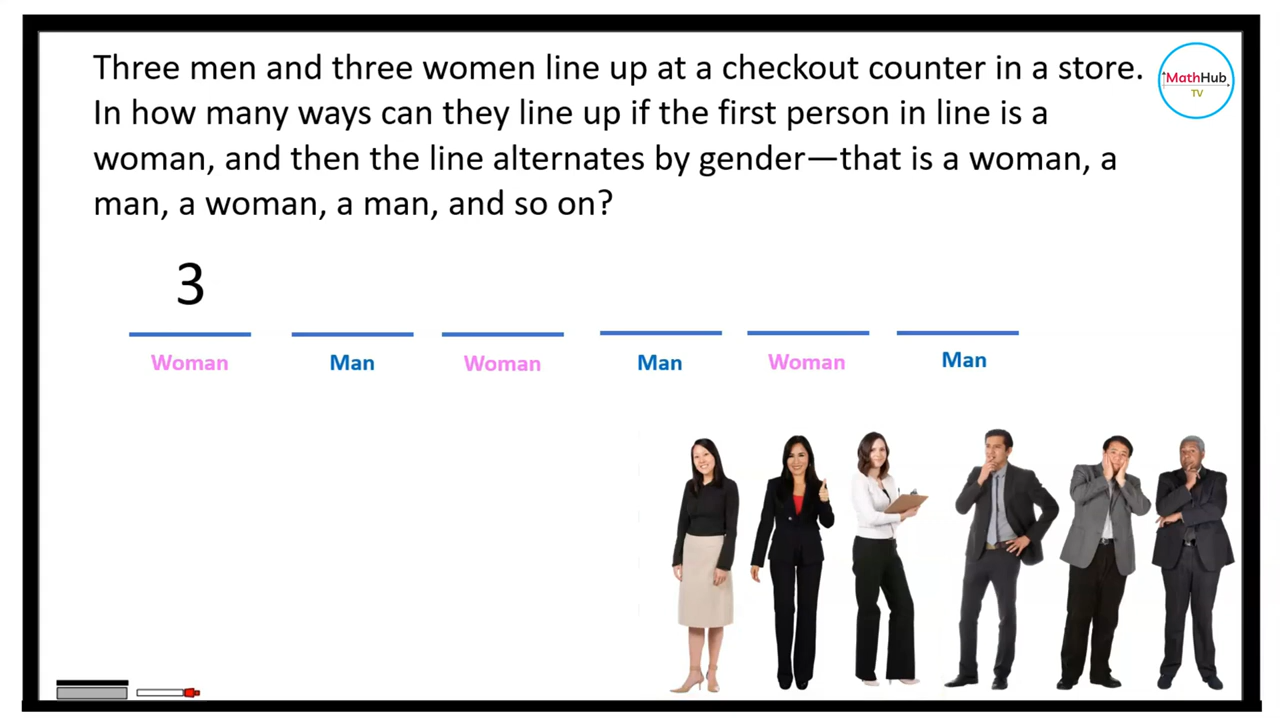 Three men and three women line up at a checkout counter in a store.
In how many ways can they line up if the first person in line is a
woman, and then the line alternates by gender—that is a woman, a
man, a woman, a man, and so on?
MathHub
TV
3
Woman Man Woman Man Woman Man